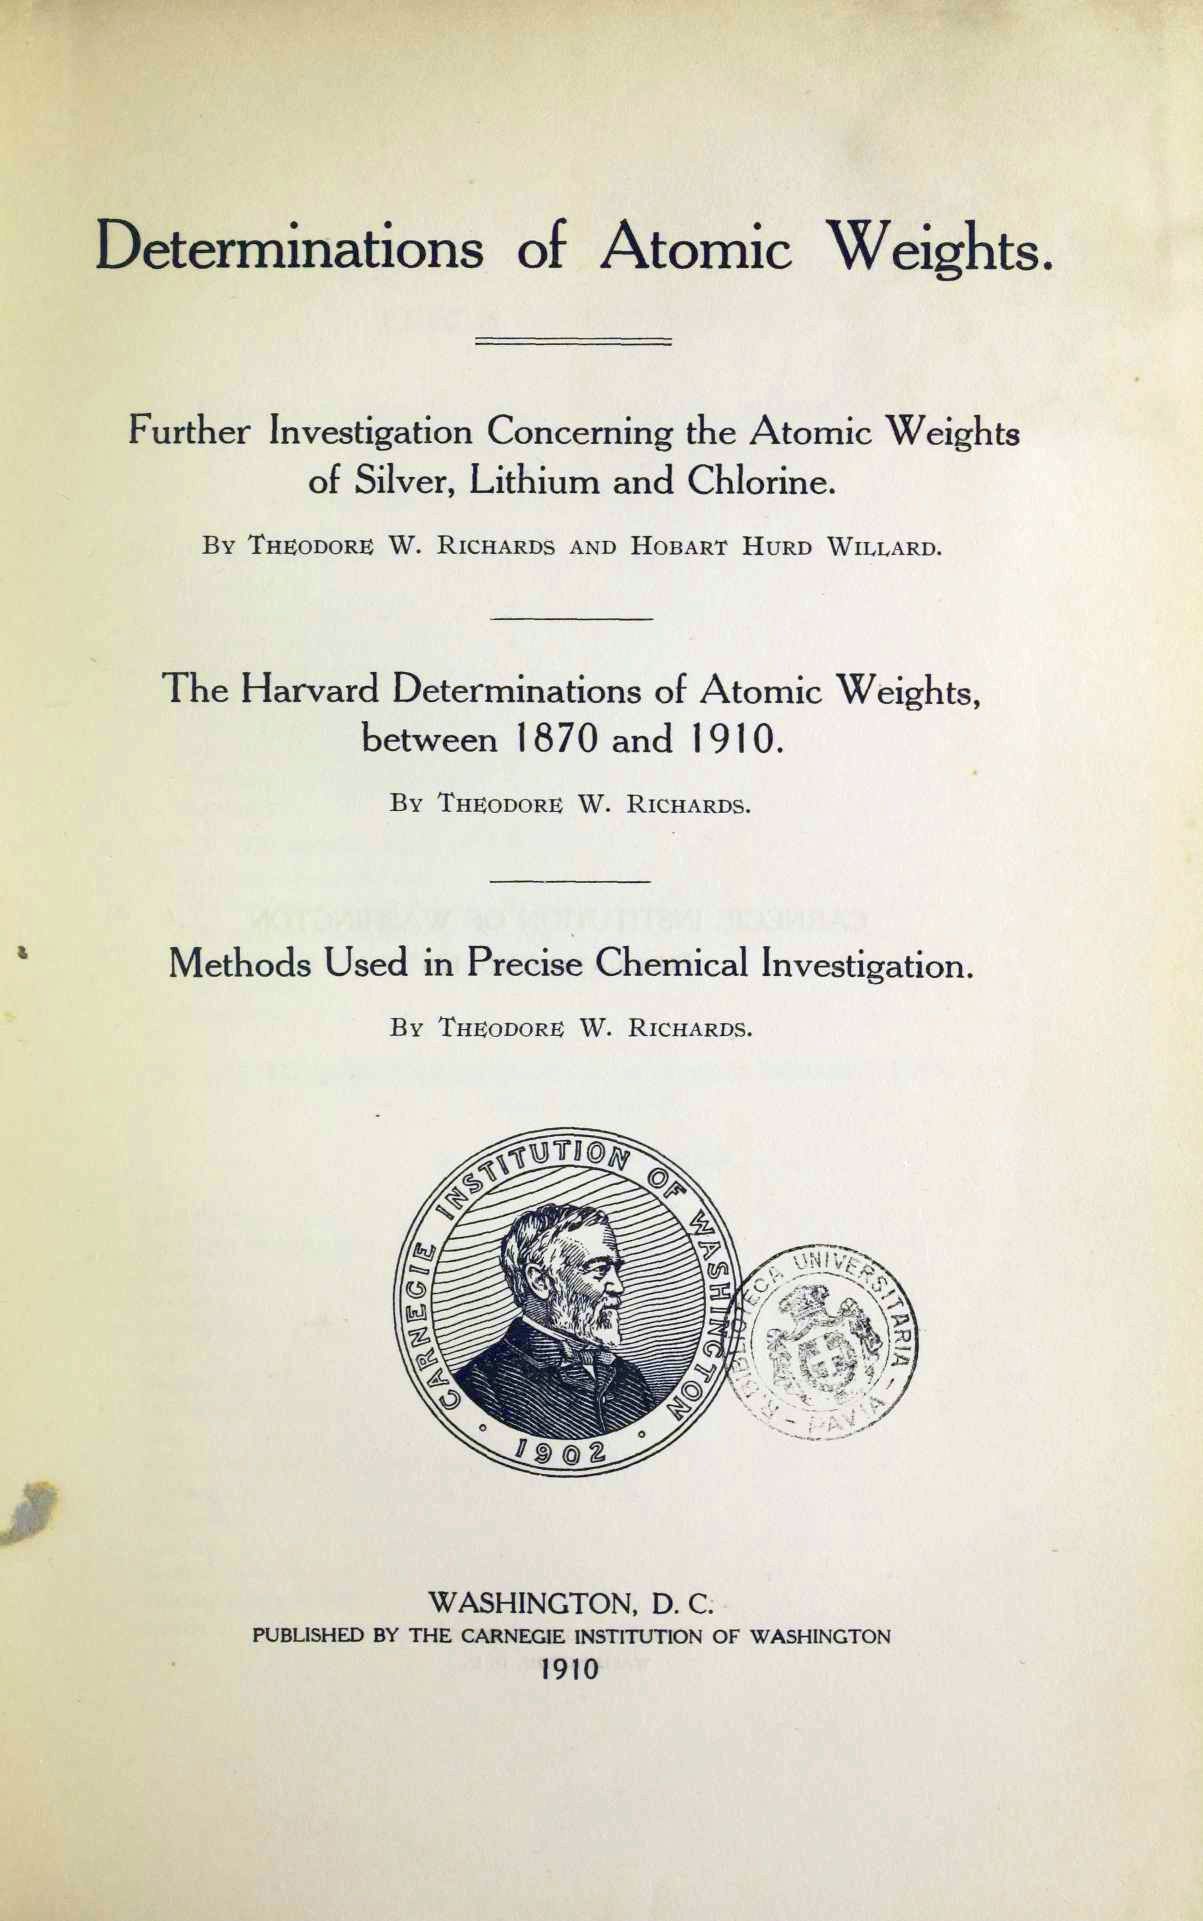 Determinations of Atomic Weights.
Further Investigation Concerning the Atomic Weights
of Silver, Lithium and Chlorine.
By Theodore W. Richards and Hobart Hurd Willard.
The Harvard Determinations of Atomic Weights,
between 1870 and 1910.
By Theodore W. Richards.
Methods Used in Precise Chemical Investigation.
By Theodore W. Richards.
CARNEGIE INSTITUTION OF WASHINGTON
· 1902 ·
R. BIBLIOTECA UNIVERSITARIA
- PAVIA -
WASHINGTON, D. C.
PUBLISHED BY THE CARNEGIE INSTITUTION OF WASHINGTON
1910